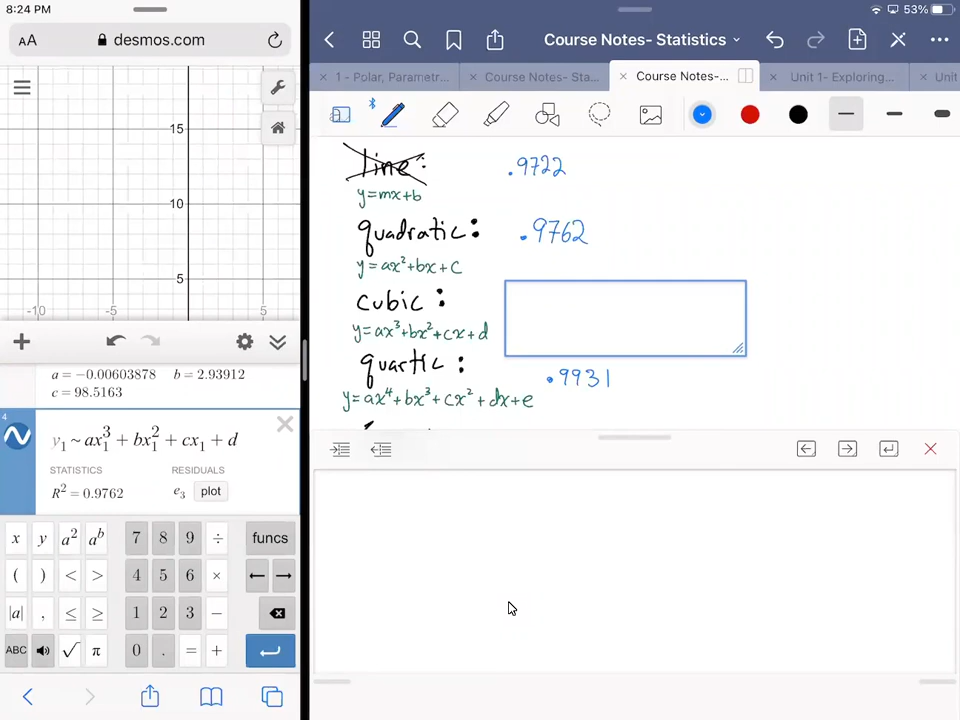 8:24 PM
53%
AA desmos.com
Course Notes- Statistics
1 - Polar, Parametr...
Course Notes- Sta...
Course Notes-...
Unit 1- Exploring...
Unit
15
10
5
-10
-5
5
line: .9722
y=mx+b
quadratic: .9762
y=ax²+bx+c
cubic:
y=ax³+bx²+cx+d
quartic: .9931
y=ax⁴+bx³+cx²+dx+e
a = −0.00603878 b = 2.93912
c = 98.5163
4
y₁ ~ ax₁³ + bx₁² + cx₁ + d
STATISTICS RESIDUALS
R² = 0.9762 e₃ plot
x y a² aᵇ 7 8 9 ÷ funcs
( ) < > 4 5 6 × ← →
|a| , ≤ ≥ 1 2 3 −
ABC √ π 0 . = +